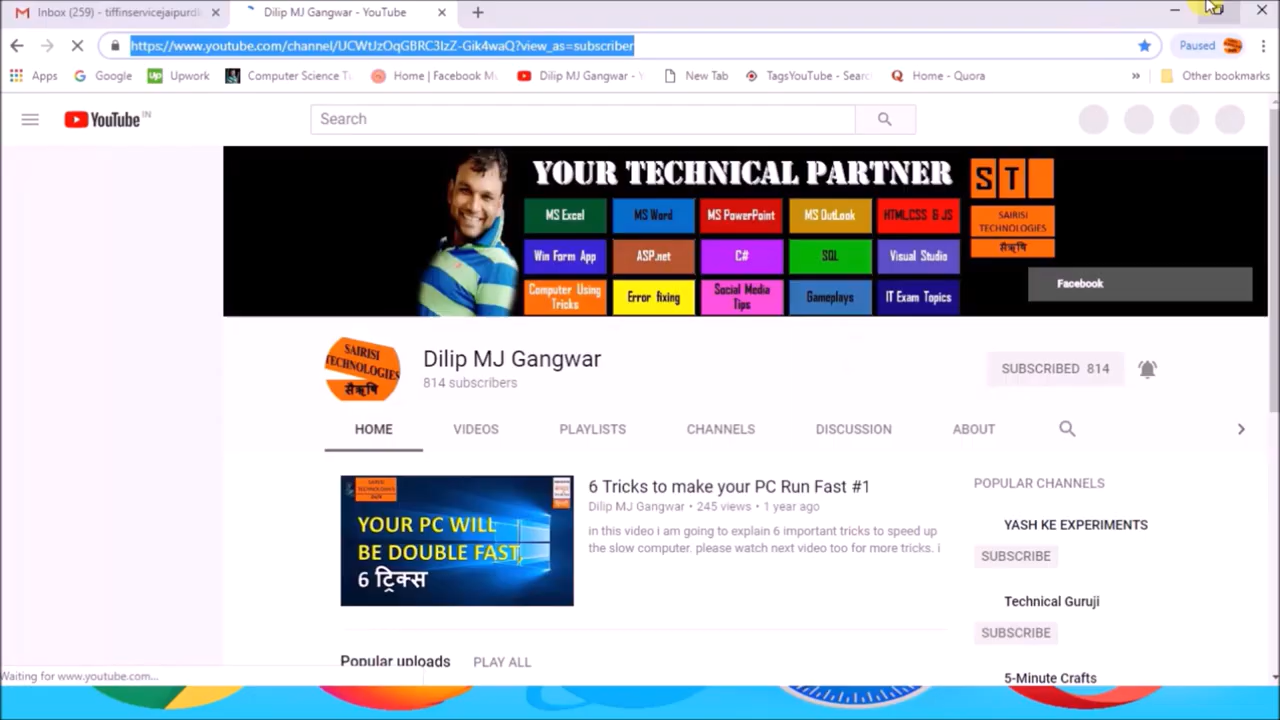 Inbox (259) - tiffinservicejaipurdi
Dilip MJ Gangwar - YouTube
https://www.youtube.com/channel/UCWtJzOqGBRC3lzZ-Gik4waQ?view_as=subscriber
Paused
Apps
Google
Upwork
Computer Science Tu
Home | Facebook M
Dilip MJ Gangwar - Y
New Tab
TagsYouTube - Sear
Home - Quora
»
Other bookmarks
YouTube IN
Search
YOUR TECHNICAL PARTNER
ST
MS Excel
MS Word
MS PowerPoint
MS OutLook
HTML,CSS & JS
SAIRISI
TECHNOLOGIES
सैऋषि
Win Form App
ASP.net
C#
SQL
Visual Studio
Computer Using
Tricks
Error fixing
Social Media
Tips
Gameplays
IT Exam Topics
Facebook
SAIRISI
TECHNOLOGIES
सैऋषि
Dilip MJ Gangwar
814 subscribers
SUBSCRIBED 814
HOME
VIDEOS
PLAYLISTS
CHANNELS
DISCUSSION
ABOUT
YOUR PC WILL
BE DOUBLE FAST,
6 ट्रिक्स
6 Tricks to make your PC Run Fast #1
Dilip MJ Gangwar • 245 views • 1 year ago
in this video i am going to explain 6 important tricks to speed up
the slow computer. please watch next video too for more tricks. i
POPULAR CHANNELS
YASH KE EXPERIMENTS
SUBSCRIBE
Technical Guruji
SUBSCRIBE
5-Minute Crafts
Popular uploads
PLAY ALL
Waiting for www.youtube.com...